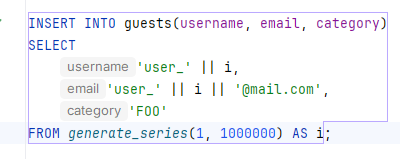 INSERT INTO guests(username, email, category)
SELECT
username 'user_' || i,
email 'user_' || i || '@mail.com',
category 'FOO'
FROM generate_series(1, 1000000) AS i;